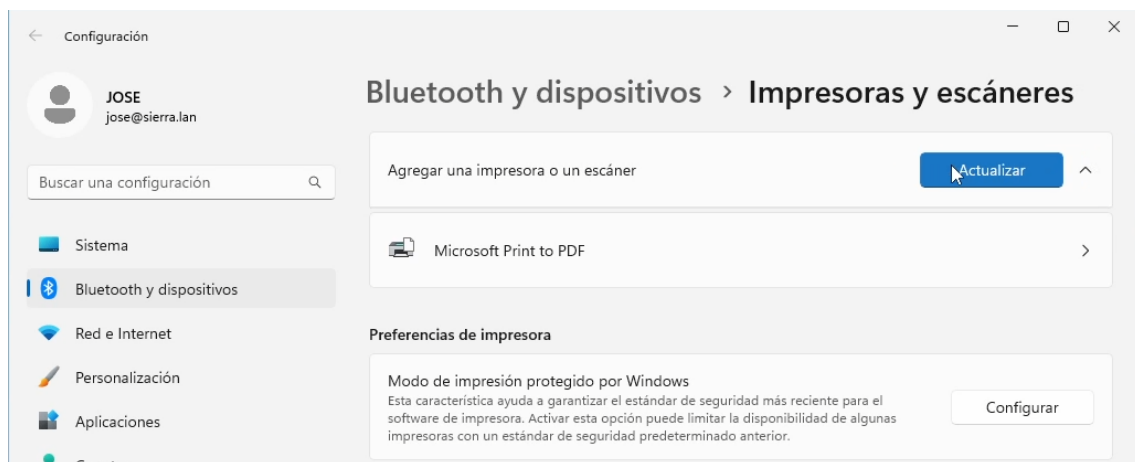 Configuración
JOSE
jose@sierra.lan
Buscar una configuración
Sistema
Bluetooth y dispositivos
Red e Internet
Personalización
Aplicaciones
Bluetooth y dispositivos > Impresoras y escáneres
Agregar una impresora o un escáner
Actualizar
Microsoft Print to PDF
Preferencias de impresora
Modo de impresión protegido por Windows
Esta característica ayuda a garantizar el estándar de seguridad más reciente para el
software de impresora. Activar esta opción puede limitar la disponibilidad de algunas
impresoras con un estándar de seguridad predeterminado anterior.
Configurar